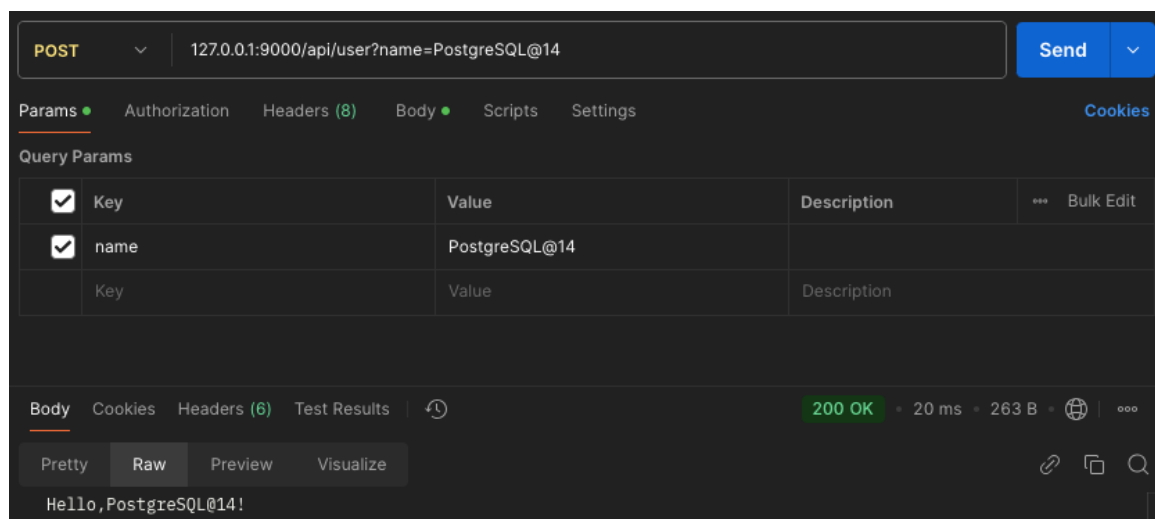 POST 127.0.0.1:9000/api/user?name=PostgreSQL@14 Send
Params Authorization Headers (8) Body Scripts Settings Cookies
Query Params
Key Value Description Bulk Edit
name PostgreSQL@14
Key Value Description
Body Cookies Headers (6) Test Results 200 OK 20 ms 263 B
Pretty Raw Preview Visualize
Hello,PostgreSQL@14!